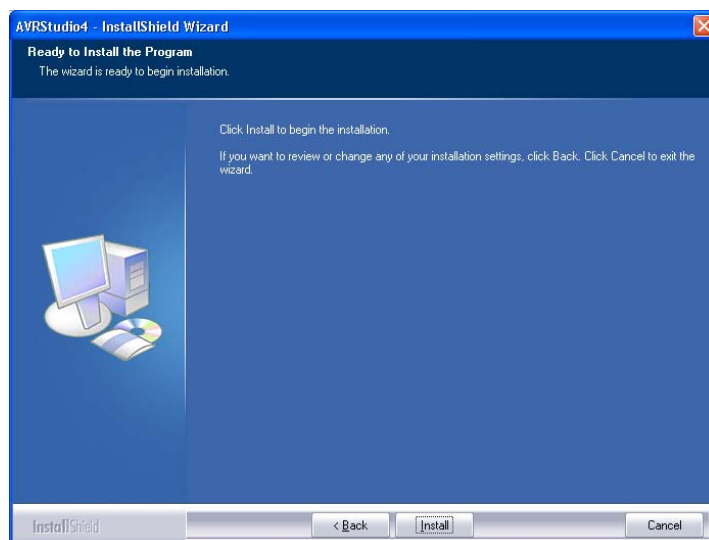 AVRStudio4 - InstallShield Wizard
Ready to Install the Program
The wizard is ready to begin installation.
Click Install to begin the installation.
If you want to review or change any of your installation settings, click Back. Click Cancel to exit the
wizard.
InstallShield
< Back
Install
Cancel